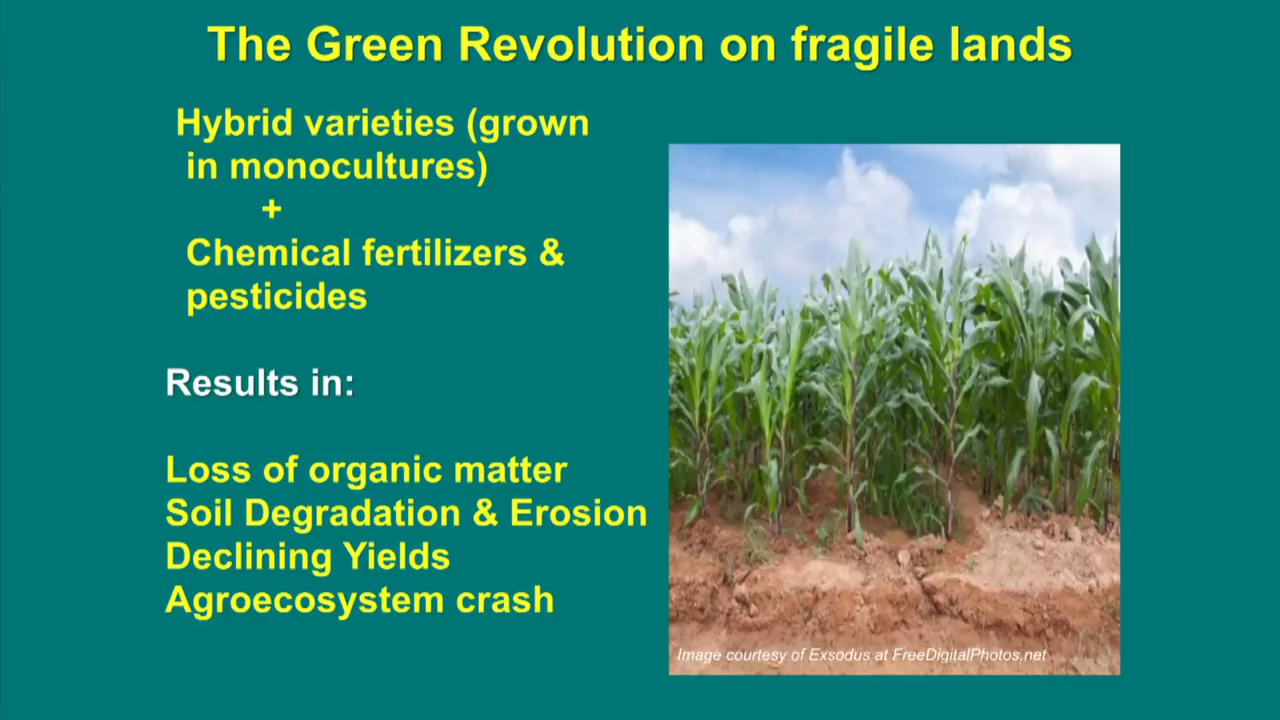 The Green Revolution on fragile lands
Hybrid varieties (grown
in monocultures)
+
Chemical fertilizers &
pesticides
Results in:
Loss of organic matter
Soil Degradation & Erosion
Declining Yields
Agroecosystem crash
Image courtesy of Exsodus at FreeDigitalPhotos.net